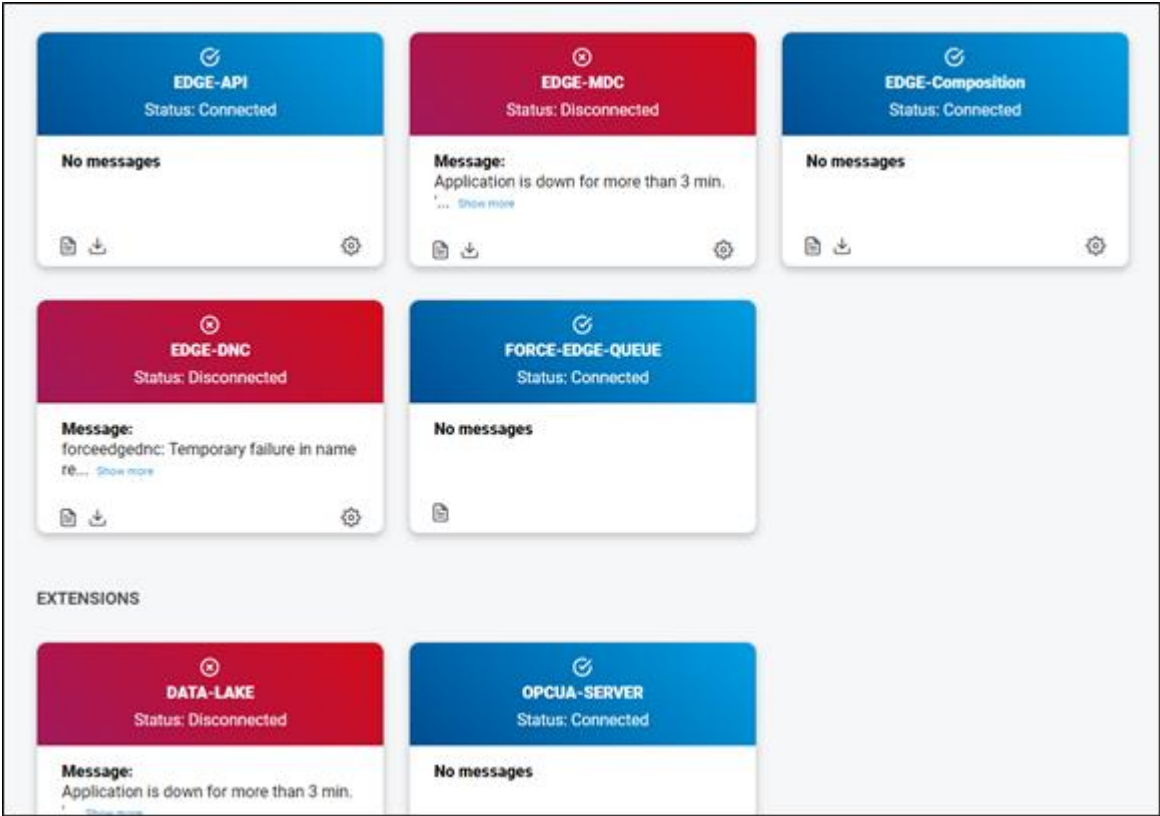 EDGE-API
Status: Connected
No messages
EDGE-MDC
Status: Disconnected
Message:
Application is down for more than 3 min.
'... Show more
EDGE-Composition
Status: Connected
No messages
EDGE-DNC
Status: Disconnected
Message:
forceedgednc: Temporary failure in name
re... Show more
FORCE-EDGE-QUEUE
Status: Connected
No messages
EXTENSIONS
DATA-LAKE
Status: Disconnected
Message:
Application is down for more than 3 min.
'... Show more
OPCUA-SERVER
Status: Connected
No messages